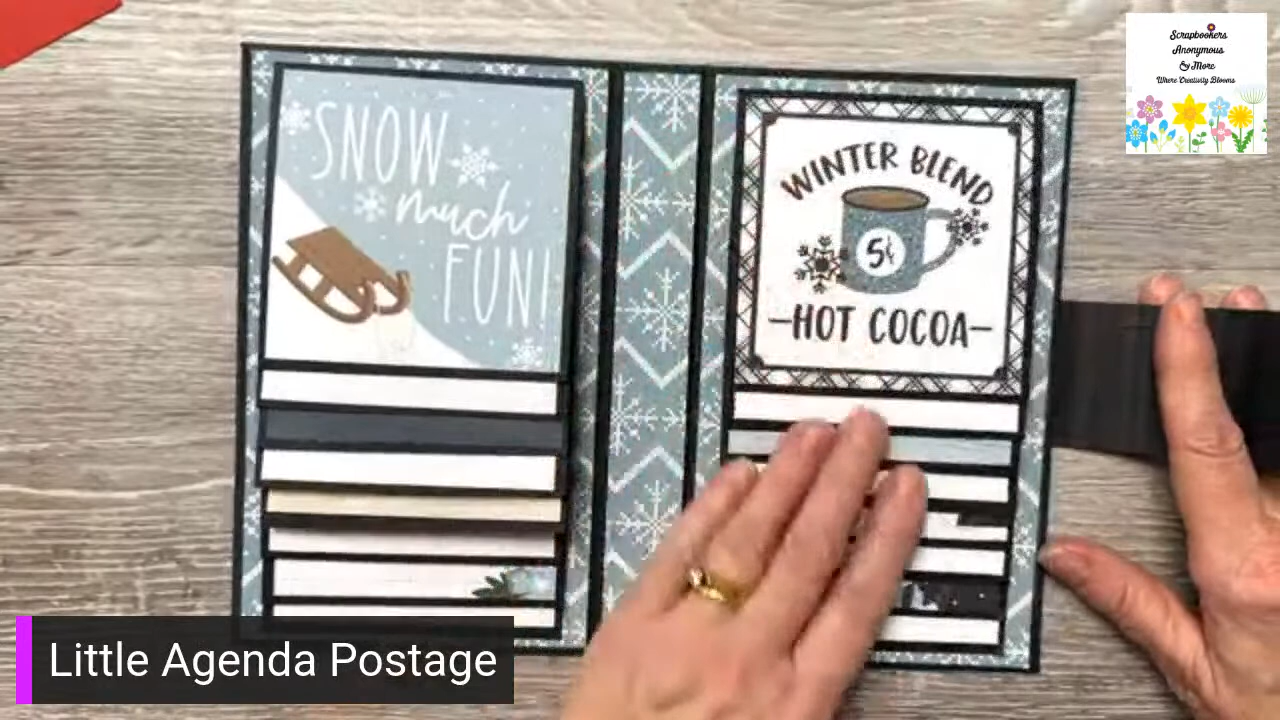 SNOW
much
FUN!
WINTER BLEND
5¢
HOT COCOA
Scrapbookers
Anonymous
& More
Where Creativity Blooms
Little Agenda Postage